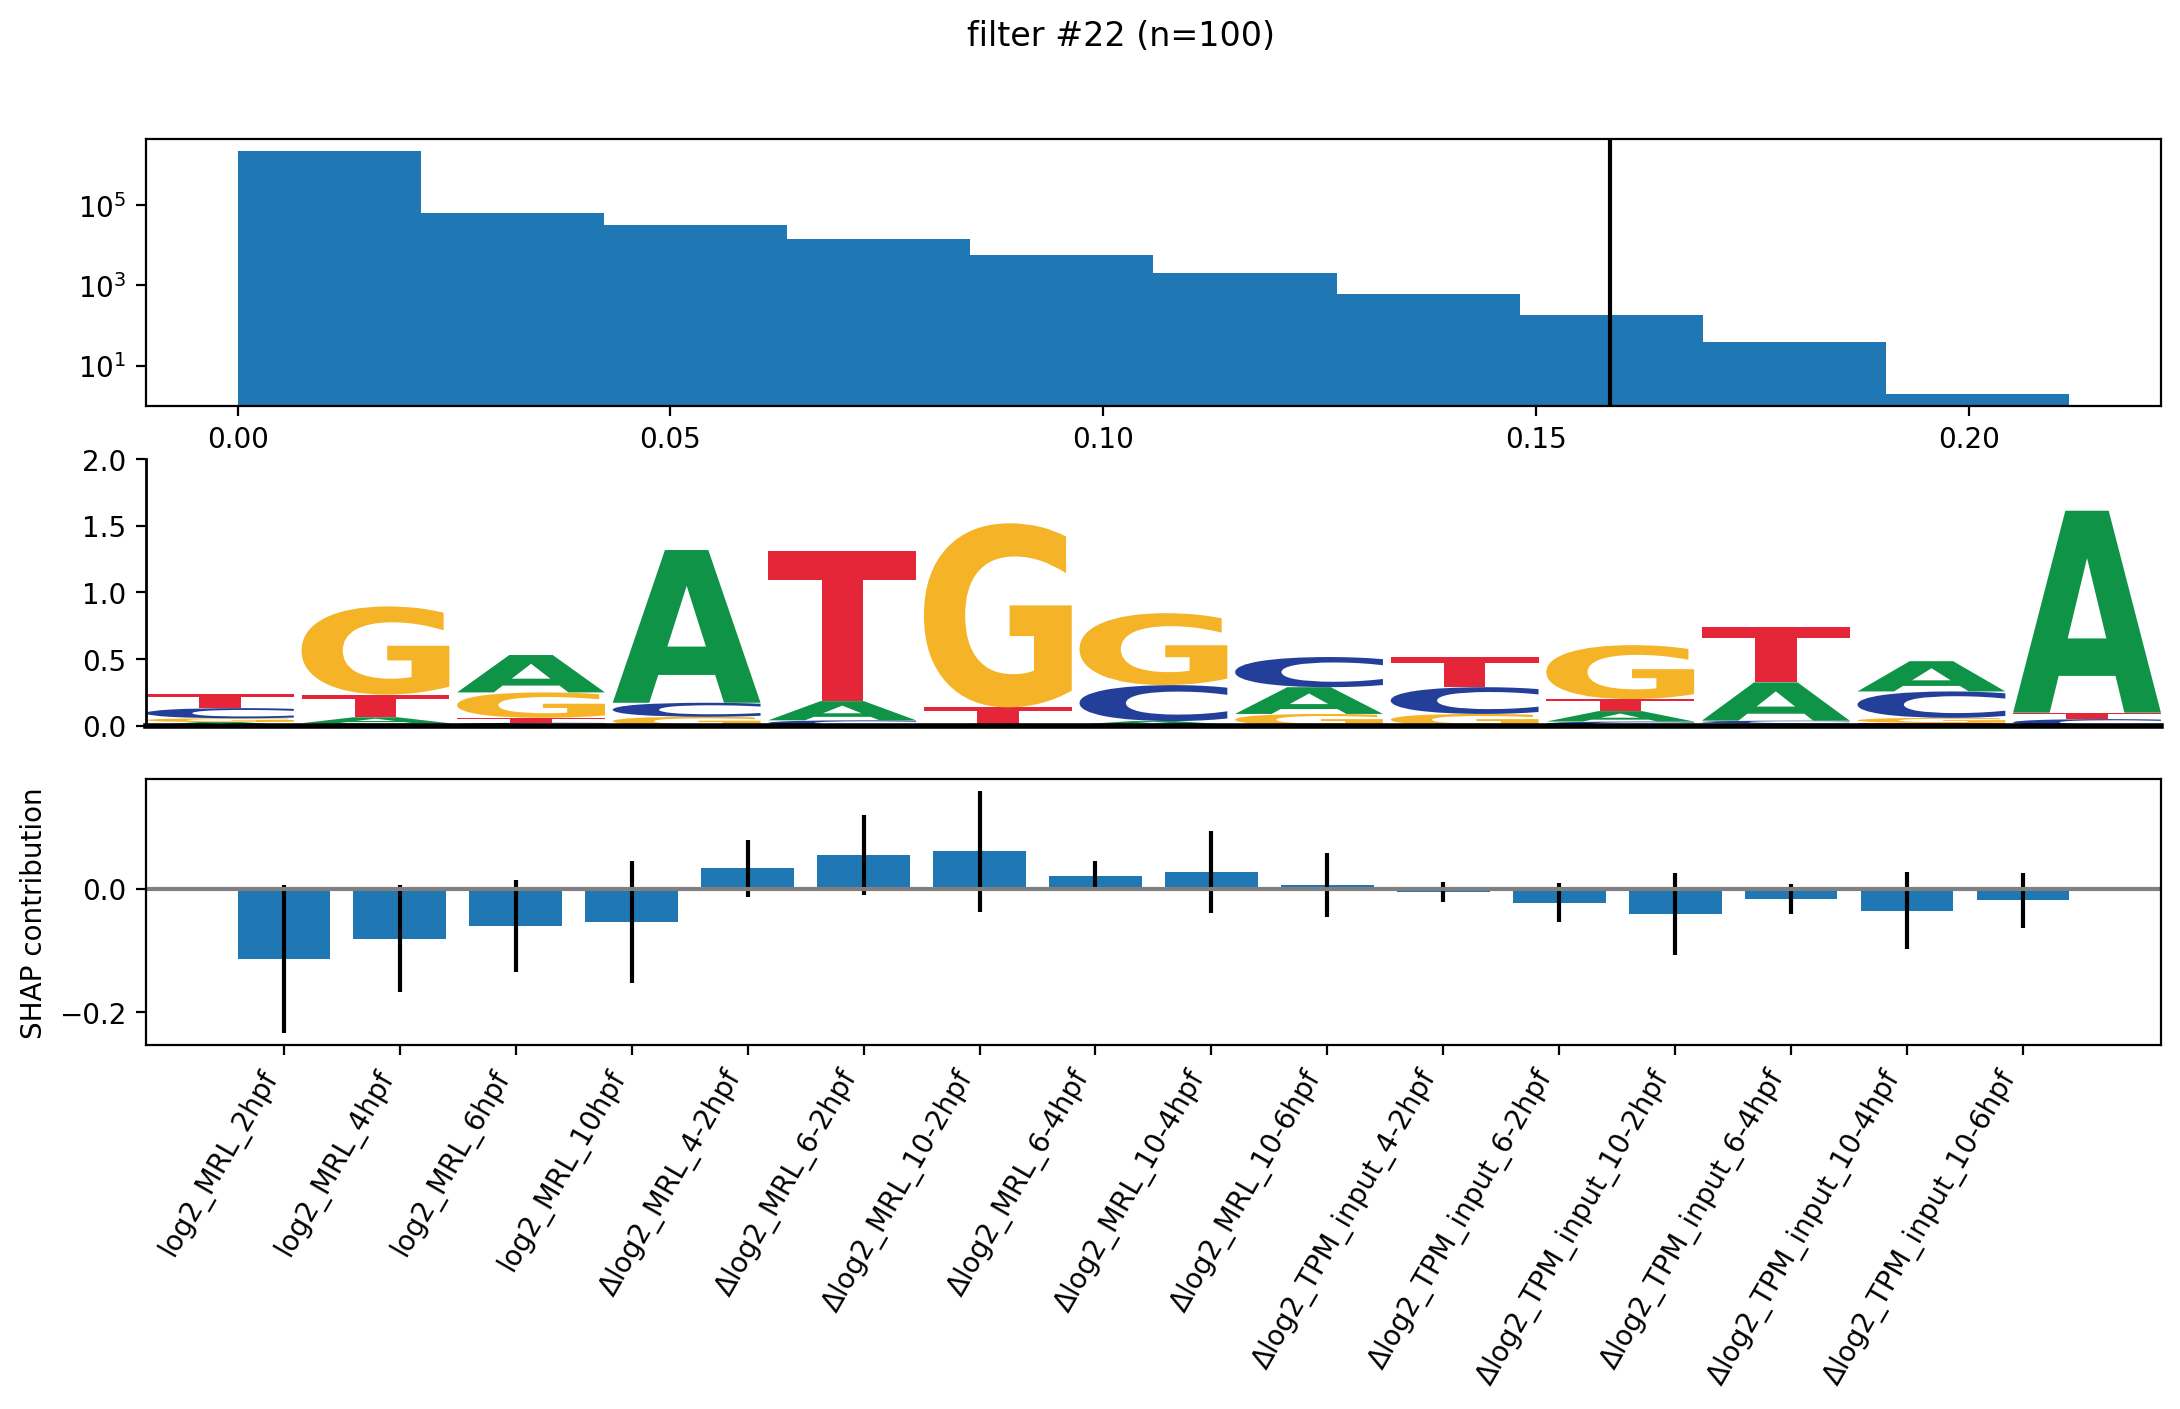 filter #22 (n=100)
10⁵
10³
10¹
0.00 0.05 0.10 0.15 0.20
2.0
1.5
1.0
0.5
0.0
T G A A T G G C T G T A A
C T G C A T C A C T A C T
G A T G C A G G A C G C
SHAP contribution
0.0
−0.2
log2_MRL_2hpf
log2_MRL_4hpf
log2_MRL_6hpf
log2_MRL_10hpf
Δlog2_MRL_4-2hpf
Δlog2_MRL_6-2hpf
Δlog2_MRL_10-2hpf
Δlog2_MRL_6-4hpf
Δlog2_MRL_10-4hpf
Δlog2_MRL_10-6hpf
Δlog2_TPM_input_4-2hpf
Δlog2_TPM_input_6-2hpf
Δlog2_TPM_input_10-2hpf
Δlog2_TPM_input_6-4hpf
Δlog2_TPM_input_10-4hpf
Δlog2_TPM_input_10-6hpf